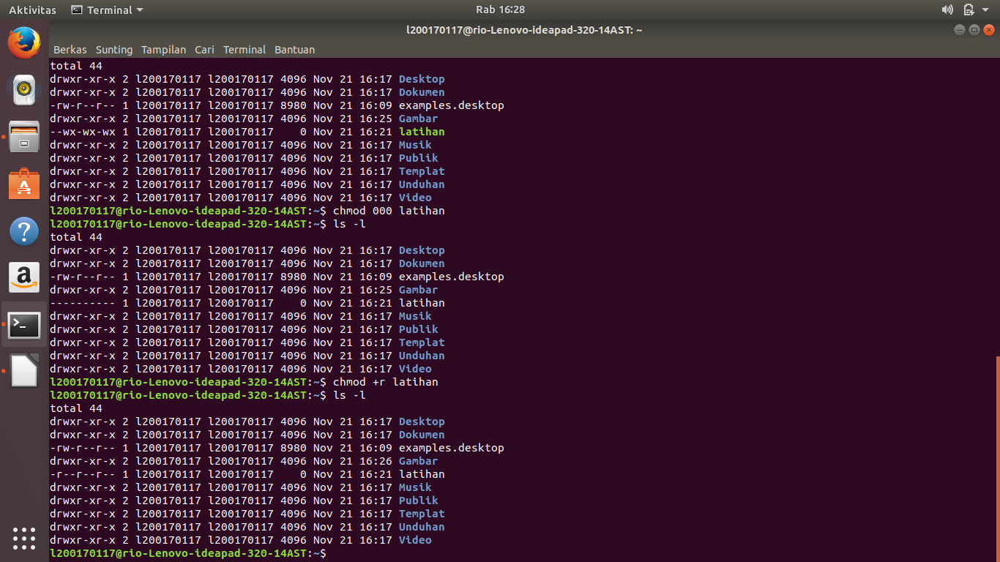 Aktivitas Terminal Rab 16:28
l200170117@rio-Lenovo-ideapad-320-14AST: ~
Berkas Sunting Tampilan Cari Terminal Bantuan
total 44
drwxr-xr-x 2 l200170117 l200170117 4096 Nov 21 16:17 Desktop
drwxr-xr-x 2 l200170117 l200170117 4096 Nov 21 16:17 Dokumen
-rw-r--r-- 1 l200170117 l200170117 8980 Nov 21 16:09 examples.desktop
drwxr-xr-x 2 l200170117 l200170117 4096 Nov 21 16:25 Gambar
--wx-wx-wx 1 l200170117 l200170117    0 Nov 21 16:21 latihan
drwxr-xr-x 2 l200170117 l200170117 4096 Nov 21 16:17 Musik
drwxr-xr-x 2 l200170117 l200170117 4096 Nov 21 16:17 Publik
drwxr-xr-x 2 l200170117 l200170117 4096 Nov 21 16:17 Templat
drwxr-xr-x 2 l200170117 l200170117 4096 Nov 21 16:17 Unduhan
drwxr-xr-x 2 l200170117 l200170117 4096 Nov 21 16:17 Video
l200170117@rio-Lenovo-ideapad-320-14AST:~$ chmod 000 latihan
l200170117@rio-Lenovo-ideapad-320-14AST:~$ ls -l
total 44
drwxr-xr-x 2 l200170117 l200170117 4096 Nov 21 16:17 Desktop
drwxr-xr-x 2 l200170117 l200170117 4096 Nov 21 16:17 Dokumen
-rw-r--r-- 1 l200170117 l200170117 8980 Nov 21 16:09 examples.desktop
drwxr-xr-x 2 l200170117 l200170117 4096 Nov 21 16:25 Gambar
---------- 1 l200170117 l200170117    0 Nov 21 16:21 latihan
drwxr-xr-x 2 l200170117 l200170117 4096 Nov 21 16:17 Musik
drwxr-xr-x 2 l200170117 l200170117 4096 Nov 21 16:17 Publik
drwxr-xr-x 2 l200170117 l200170117 4096 Nov 21 16:17 Templat
drwxr-xr-x 2 l200170117 l200170117 4096 Nov 21 16:17 Unduhan
drwxr-xr-x 2 l200170117 l200170117 4096 Nov 21 16:17 Video
l200170117@rio-Lenovo-ideapad-320-14AST:~$ chmod +r latihan
l200170117@rio-Lenovo-ideapad-320-14AST:~$ ls -l
total 44
drwxr-xr-x 2 l200170117 l200170117 4096 Nov 21 16:17 Desktop
drwxr-xr-x 2 l200170117 l200170117 4096 Nov 21 16:17 Dokumen
-rw-r--r-- 1 l200170117 l200170117 8980 Nov 21 16:09 examples.desktop
drwxr-xr-x 2 l200170117 l200170117 4096 Nov 21 16:26 Gambar
-r--r--r-- 1 l200170117 l200170117    0 Nov 21 16:21 latihan
drwxr-xr-x 2 l200170117 l200170117 4096 Nov 21 16:17 Musik
drwxr-xr-x 2 l200170117 l200170117 4096 Nov 21 16:17 Publik
drwxr-xr-x 2 l200170117 l200170117 4096 Nov 21 16:17 Templat
drwxr-xr-x 2 l200170117 l200170117 4096 Nov 21 16:17 Unduhan
drwxr-xr-x 2 l200170117 l200170117 4096 Nov 21 16:17 Video
l200170117@rio-Lenovo-ideapad-320-14AST:~$